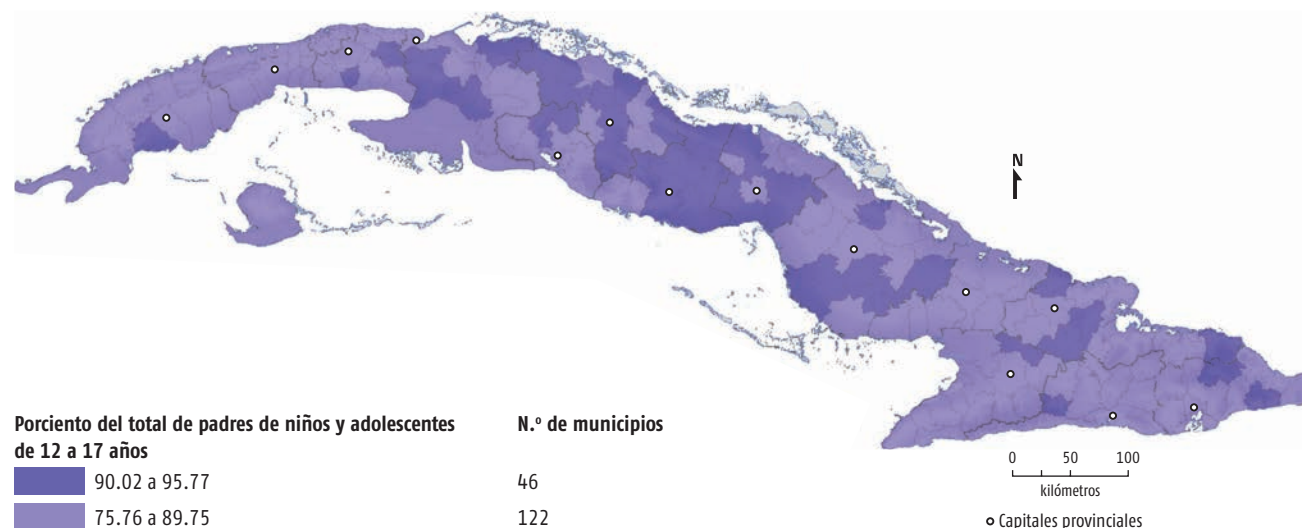 N
Porciento del total de padres de niños y adolescentes
de 12 a 17 años
N.º de municipios
90.02 a 95.77
46
75.76 a 89.75
122
0 50 100
kilómetros
Capitales provinciales